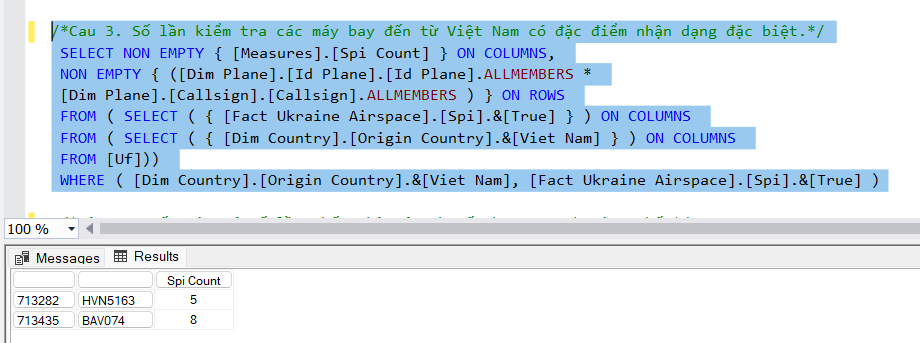 /*Cau 3. Số lần kiểm tra các máy bay đến từ Việt Nam có đặc điểm nhận dạng đặc biệt.*/
SELECT NON EMPTY { [Measures].[Spi Count] } ON COLUMNS,
NON EMPTY { ([Dim Plane].[Id Plane].[Id Plane].ALLMEMBERS *
[Dim Plane].[Callsign].[Callsign].ALLMEMBERS ) } ON ROWS
FROM ( SELECT ( { [Fact Ukraine Airspace].[Spi].&[True] } ) ON COLUMNS
FROM ( SELECT ( { [Dim Country].[Origin Country].&[Viet Nam] } ) ON COLUMNS
FROM [Uf]))
WHERE ( [Dim Country].[Origin Country].&[Viet Nam], [Fact Ukraine Airspace].[Spi].&[True] )
100 %
Messages Results
Spi Count
713282 HVN5163 5
713435 BAV074 8